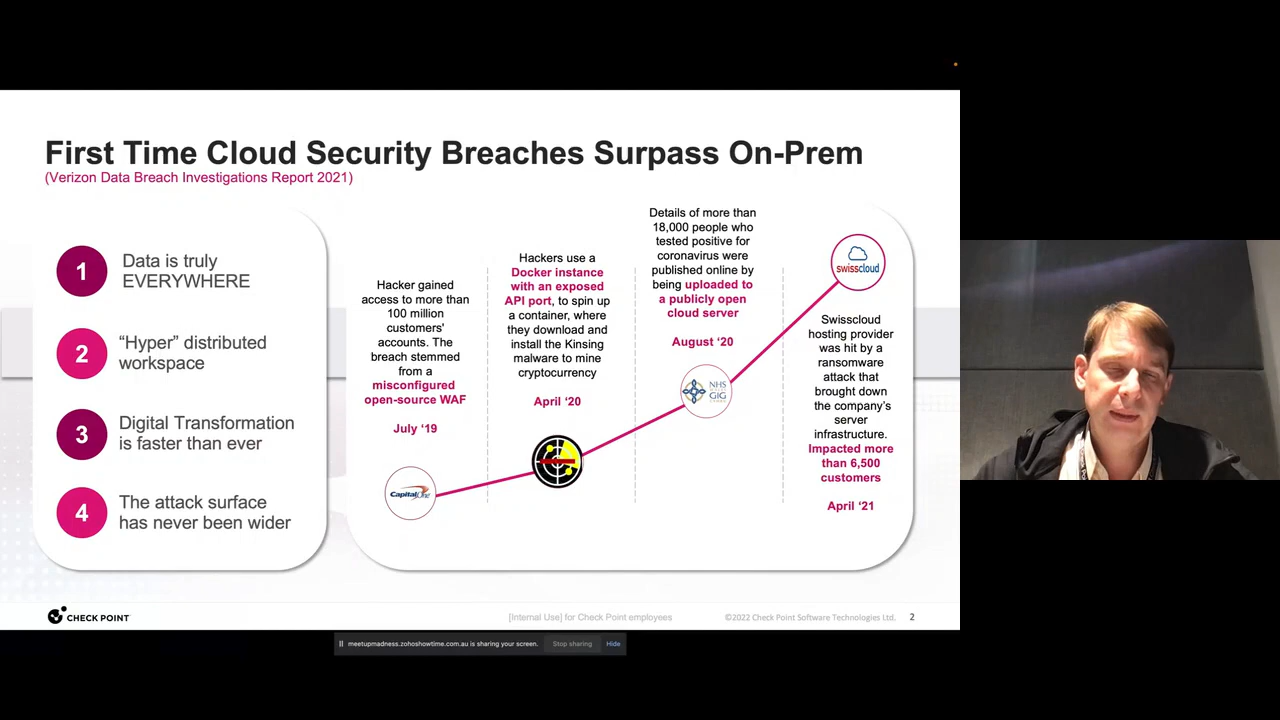 First Time Cloud Security Breaches Surpass On-Prem
(Verizon Data Breach Investigations Report 2021)
1
Data is truly
EVERYWHERE
2
“Hyper” distributed
workspace
3
Digital Transformation
is faster than ever
4
The attack surface
has never been wider
Hacker gained
access to more than
100 million
customers'
accounts. The
breach stemmed
from a
misconfigured
open-source WAF
July ‘19
Capital One
Hackers use a
Docker instance
with an exposed
API port, to spin up
a container, where
they download and
install the Kinsing
malware to mine
cryptocurrency
April ‘20
Details of more than
18,000 people who
tested positive for
coronavirus were
published online by
being uploaded to
a publicly open
cloud server
August ‘20
NHS
GIG
swisscloud
Swisscloud
hosting provider
was hit by a
ransomware
attack that
brought down
the company’s
server
infrastructure.
Impacted more
than 6,500
customers
April ‘21
CHECK POINT
[Internal Use] for Check Point employees
©2022 Check Point Software Technologies Ltd.
2
meetupmadness.zohoshowtime.com.au is sharing your screen.
Stop sharing
Hide